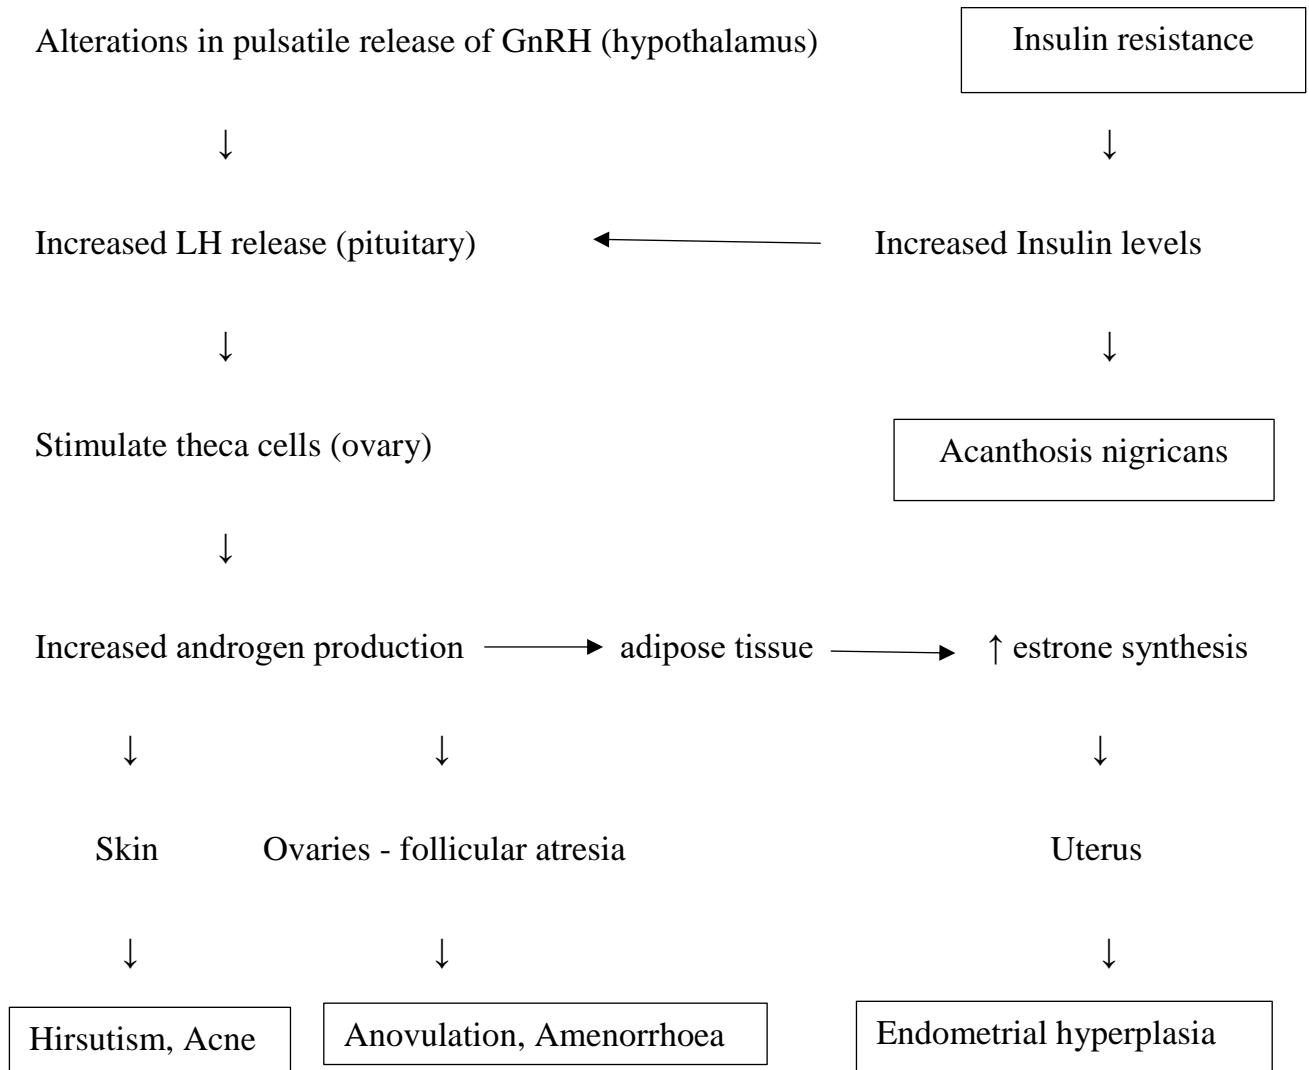 Alterations in pulsatile release of GnRH (hypothalamus)
Insulin resistance
↓
↓
Increased LH release (pituitary)
Increased Insulin levels
↓
↓
Stimulate theca cells (ovary)
Acanthosis nigricans
↓
Increased androgen production
adipose tissue
↑ estrone synthesis
↓
↓
↓
Skin
Ovaries - follicular atresia
Uterus
↓
↓
↓
Hirsutism, Acne
Anovulation, Amenorrhoea
Endometrial hyperplasia